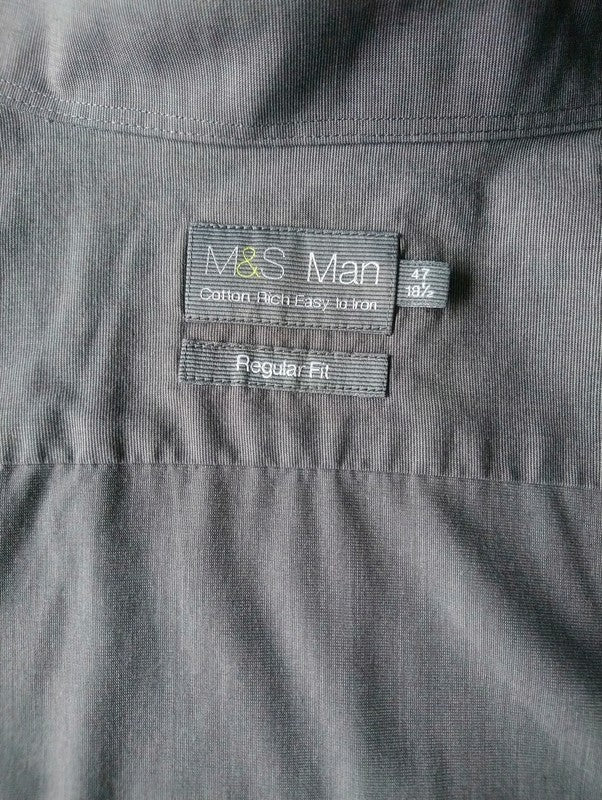 M&S Man
Cotton Rich Easy to Iron
47
18½
Regular Fit